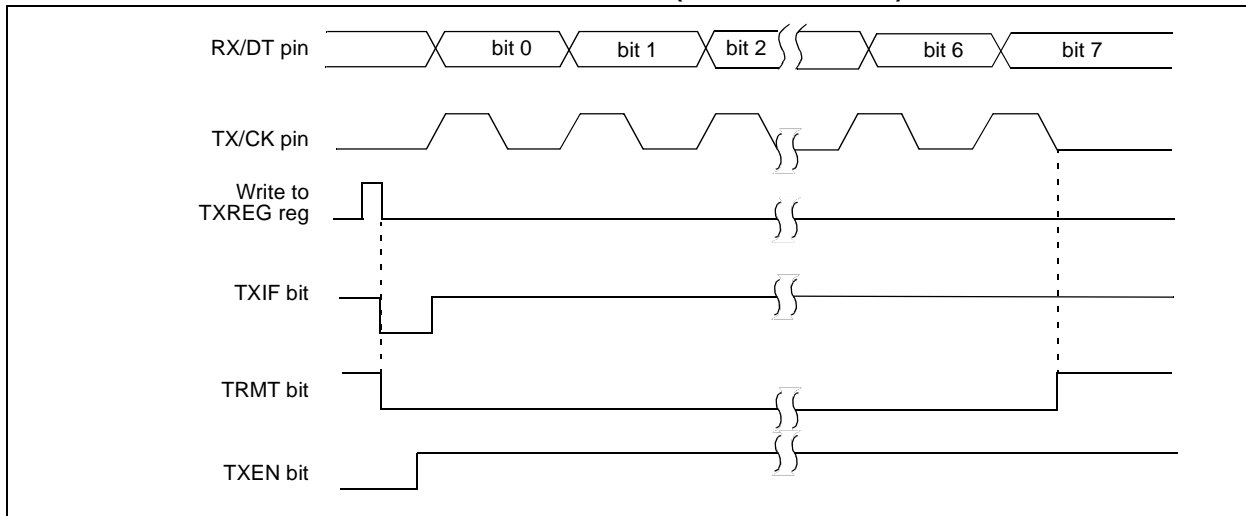 RX/DT pin
bit 0
bit 1
bit 2
bit 6
bit 7
TX/CK pin
Write to
TXREG reg
TXIF bit
TRMT bit
TXEN bit